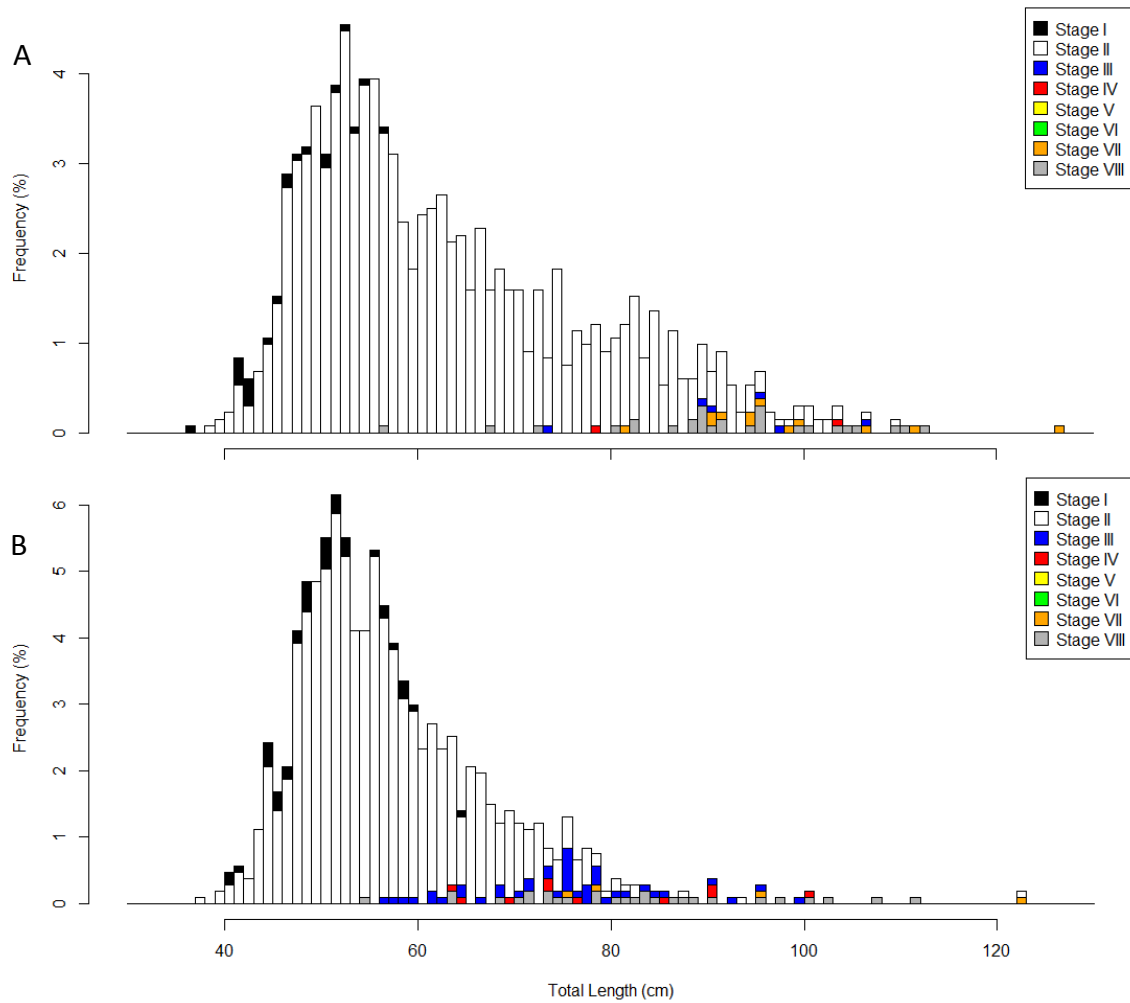 A
Frequency (%)
0
1
2
3
4
Stage I
Stage II
Stage III
Stage IV
Stage V
Stage VI
Stage VII
Stage VIII
B
Frequency (%)
0
1
2
3
4
5
6
Stage I
Stage II
Stage III
Stage IV
Stage V
Stage VI
Stage VII
Stage VIII
40 60 80 100 120
Total Length (cm)